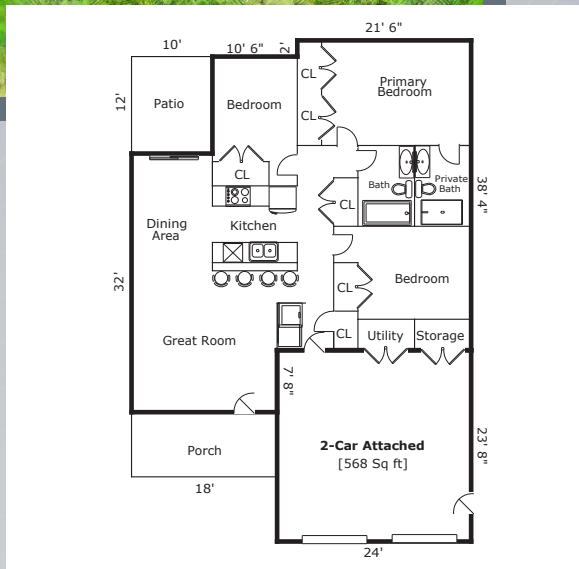 21' 6"
10'
10' 6"
2'
CL
Primary
Bedroom
12'
Patio
Bedroom
CL
CL
Bath
Private
Bath
38' 4"
CL
Dining
Area
Kitchen
32'
Bedroom
CL
Great Room
CL
Utility
Storage
7' 8"
2-Car Attached
[568 Sq ft]
23' 8"
Porch
18'
24'